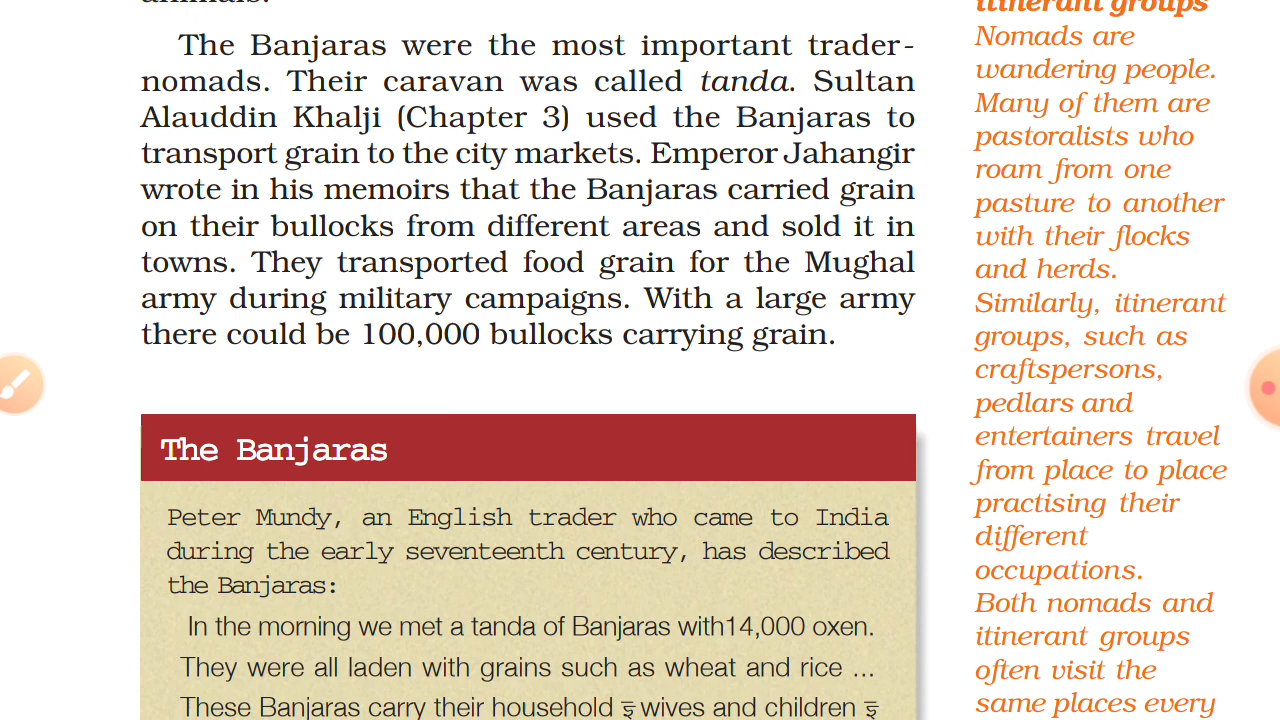 animals.
The Banjaras were the most important trader-
nomads. Their caravan was called tanda. Sultan
Alauddin Khalji (Chapter 3) used the Banjaras to
transport grain to the city markets. Emperor Jahangir
wrote in his memoirs that the Banjaras carried grain
on their bullocks from different areas and sold it in
towns. They transported food grain for the Mughal
army during military campaigns. With a large army
there could be 100,000 bullocks carrying grain.
The Banjaras
Peter Mundy, an English trader who came to India
during the early seventeenth century, has described
the Banjaras:
In the morning we met a tanda of Banjaras with14,000 oxen.
They were all laden with grains such as wheat and rice ...
These Banjaras carry their household इ wives and children इ
itinerant groups
Nomads are
wandering people.
Many of them are
pastoralists who
roam from one
pasture to another
with their flocks
and herds.
Similarly, itinerant
groups, such as
craftspersons,
pedlars and
entertainers travel
from place to place
practising their
different
occupations.
Both nomads and
itinerant groups
often visit the
same places every